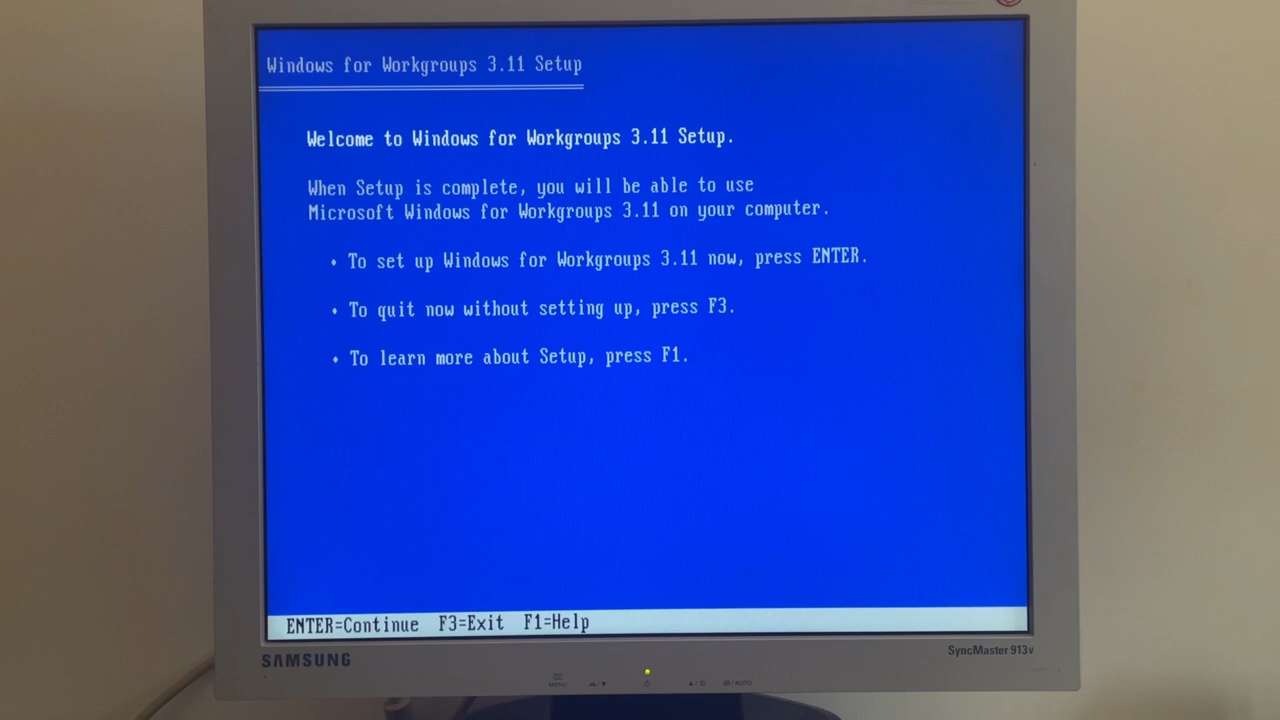 Windows for Workgroups 3.11 Setup
Welcome to Windows for Workgroups 3.11 Setup.
When Setup is complete, you will be able to use
Microsoft Windows for Workgroups 3.11 on your computer.
• To set up Windows for Workgroups 3.11 now, press ENTER.
• To quit now without setting up, press F3.
• To learn more about Setup, press F1.
ENTER=Continue F3=Exit F1=Help
SAMSUNG
SyncMaster 913v
MENU
/AUTO